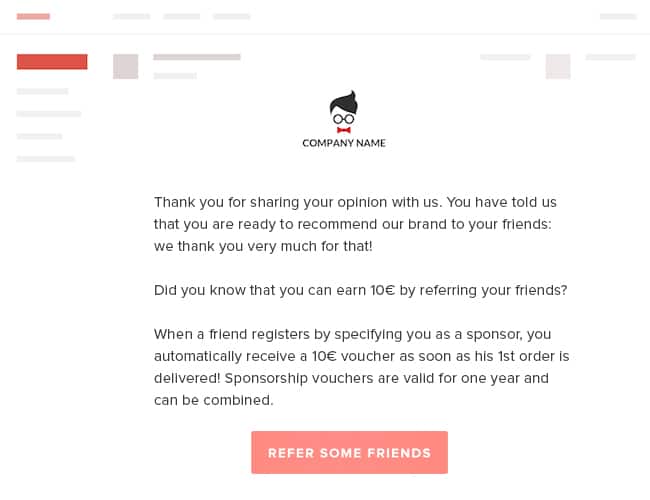 COMPANY NAME
Thank you for sharing your opinion with us. You have told us
that you are ready to recommend our brand to your friends:
we thank you very much for that!
Did you know that you can earn 10€ by referring your friends?
When a friend registers by specifying you as a sponsor, you
automatically receive a 10€ voucher as soon as his 1st order is
delivered! Sponsorship vouchers are valid for one year and
can be combined.
REFER SOME FRIENDS